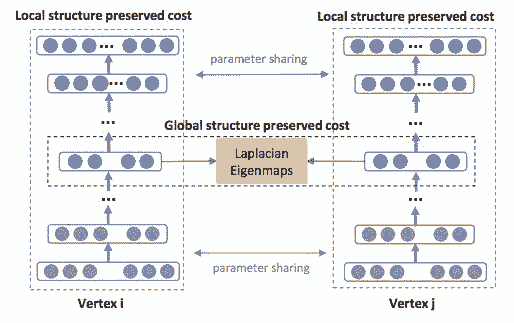 Local structure preserved cost
Local structure preserved cost
...
...
parameter sharing
...
...
Global structure preserved cost
Laplacian
Eigenmaps
...
...
parameter sharing
Vertex i
Vertex j